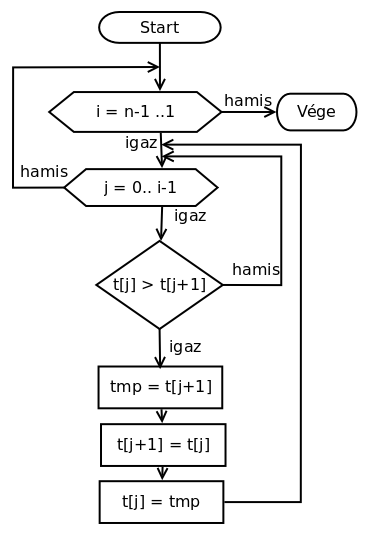 Start
i = n-1 ..1
hamis
Vége
igaz
hamis
j = 0.. i-1
igaz
t[j] > t[j+1]
hamis
igaz
tmp = t[j+1]
t[j+1] = t[j]
t[j] = tmp